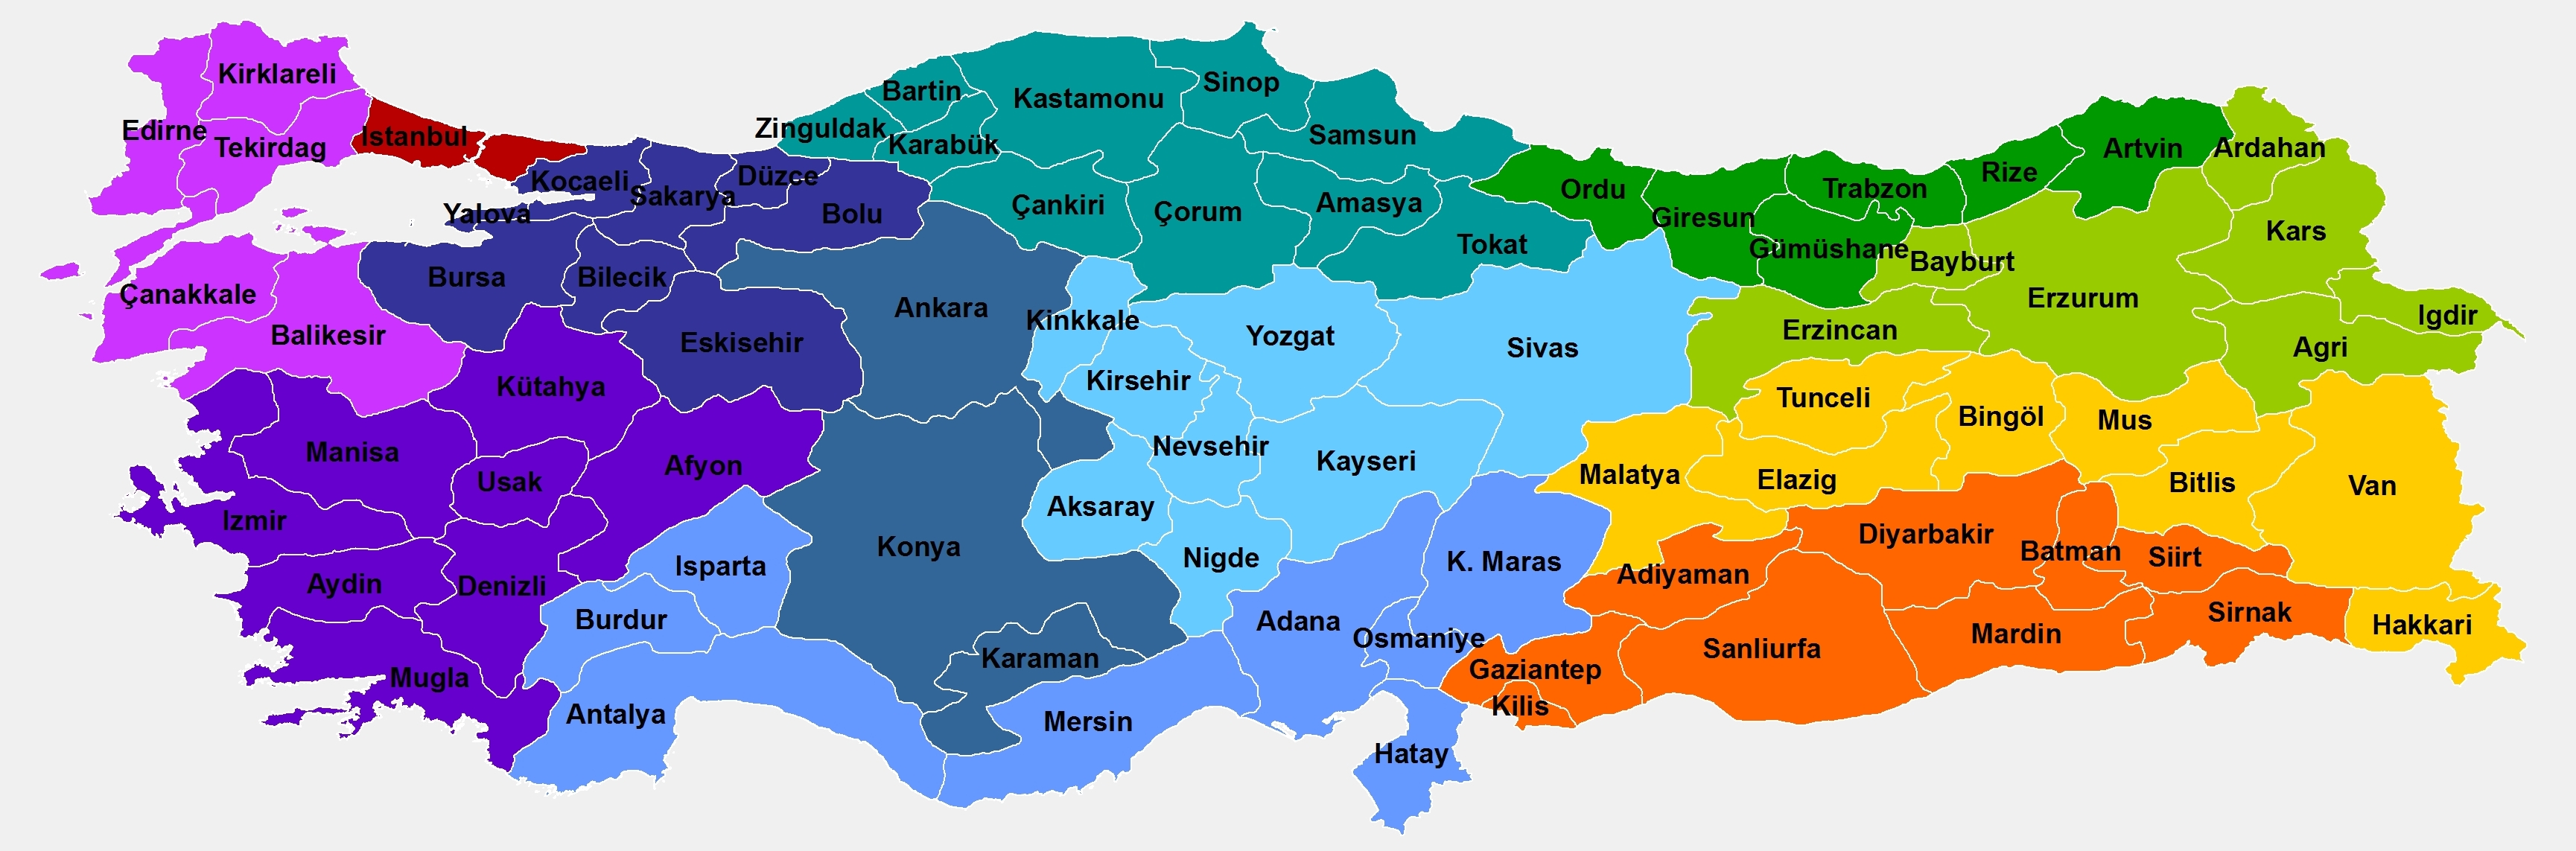 Kirklareli
Edirne
Tekirdag
Istanbul
Çanakkale
Balikesir
Kocaeli
Yalova
Sakarya
Düzce
Bolu
Bursa
Bilecik
Eskisehir
Zinguldak
Bartin
Karabük
Kastamonu
Sinop
Samsun
Çankiri
Çorum
Amasya
Tokat
Ordu
Giresun
Gümüshane
Trabzon
Rize
Artvin
Ardahan
Kars
Bayburt
Erzurum
Erzincan
Igdir
Agri
Ankara
Kinkkale
Yozgat
Sivas
Kirsehir
Nevsehir
Kayseri
Aksaray
Nigde
Konya
Karaman
Kütahya
Manisa
Usak
Afyon
Izmir
Aydin
Denizli
Mugla
Isparta
Burdur
Antalya
Mersin
Adana
Osmaniye
K. Maras
Hatay
Malatya
Tunceli
Elazig
Bingöl
Mus
Bitlis
Van
Hakkari
Adiyaman
Diyarbakir
Batman
Siirt
Sirnak
Mardin
Sanliurfa
Gaziantep
Kilis